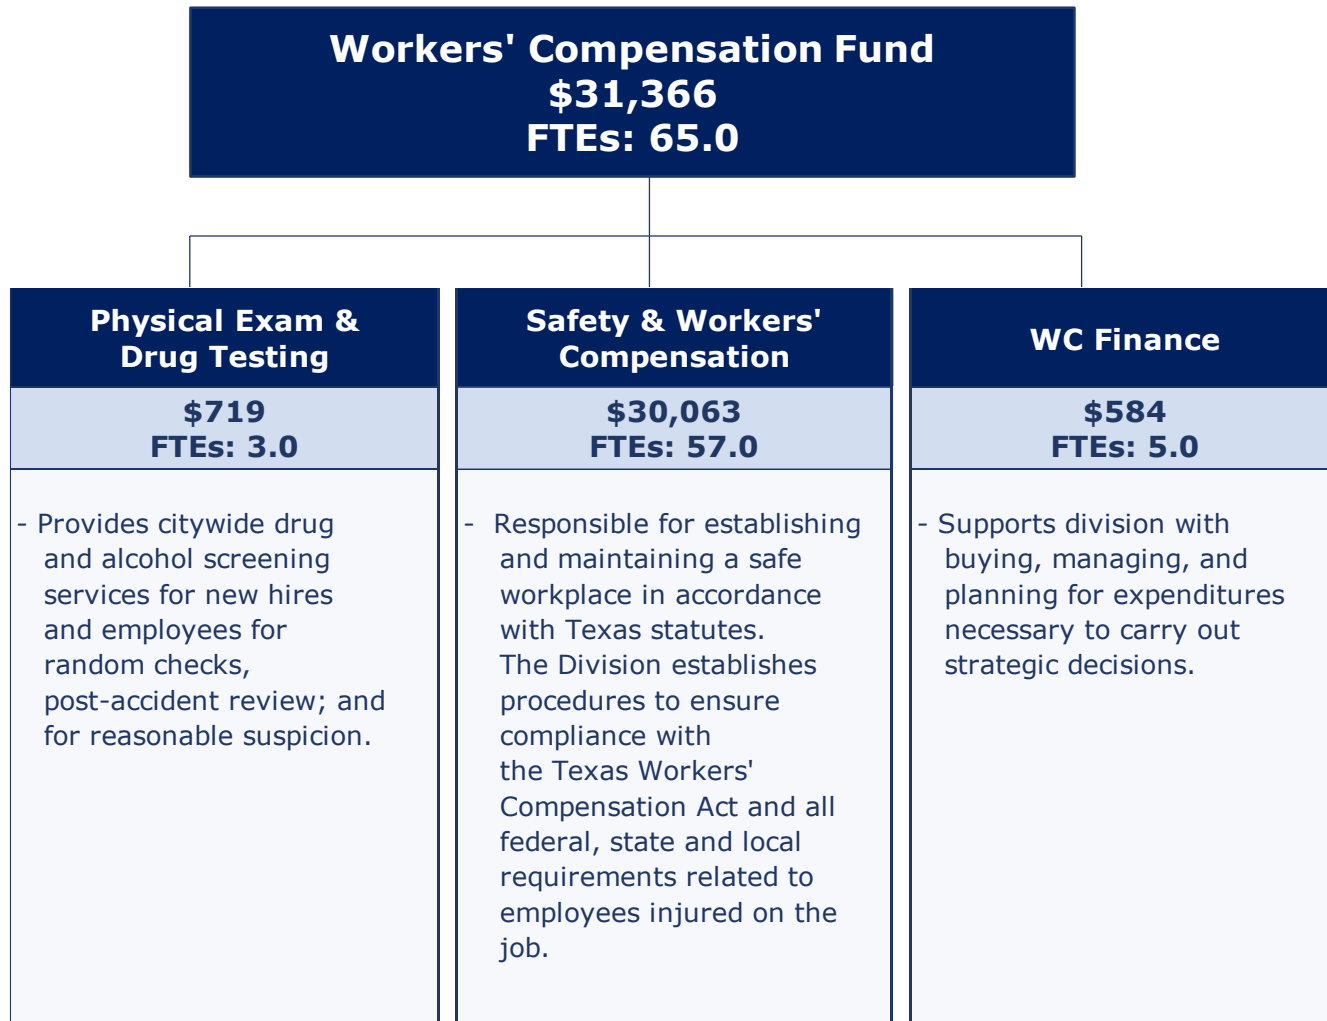 Workers' Compensation Fund
$31,366
FTEs: 65.0
Physical Exam &
Drug Testing
$719
FTEs: 3.0
- Provides citywide drug
and alcohol screening
services for new hires
and employees for
random checks,
post-accident review; and
for reasonable suspicion.
Safety & Workers'
Compensation
$30,063
FTEs: 57.0
- Responsible for establishing
and maintaining a safe
workplace in accordance
with Texas statutes.
The Division establishes
procedures to ensure
compliance with
the Texas Workers'
Compensation Act and all
federal, state and local
requirements related to
employees injured on the
job.
WC Finance
$584
FTEs: 5.0
- Supports division with
buying, managing, and
planning for expenditures
necessary to carry out
strategic decisions.